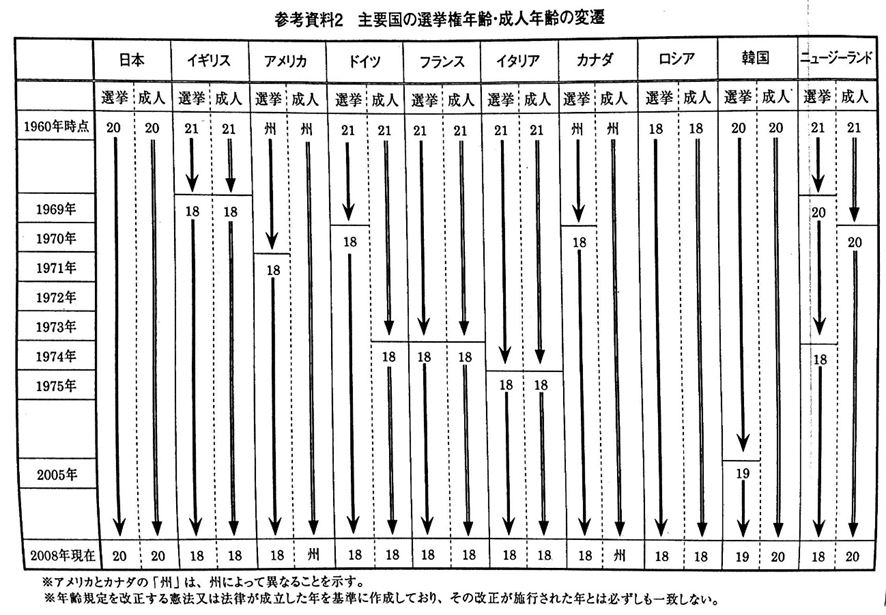 参考資料2 主要国の選挙権年齢・成人年齢の変遷
日本 イギリス アメリカ ドイツ フランス イタリア カナダ ロシア 韓国 ニュージーランド
選挙 成人 選挙 成人 選挙 成人 選挙 成人 選挙 成人 選挙 成人 選挙 成人 選挙 成人 選挙 成人 選挙 成人
1960年時点 20 20 21 21 州 州 21 21 21 21 21 21 州 州 18 18 20 20 21 21
1969年 18 18 20
1970年 18 18 20
1971年 18
1972年
1973年
1974年 18 18 18 18
1975年 18 18
2005年 19
2008年現在 20 20 18 18 18 州 18 18 18 18 18 18 18 州 18 18 19 20 18 20
※アメリカとカナダの「州」は、州によって異なることを示す。
※年齢規定を改正する憲法又は法律が成立した年を基準に作成しており、その改正が施行された年とは必ずしも一致しない。